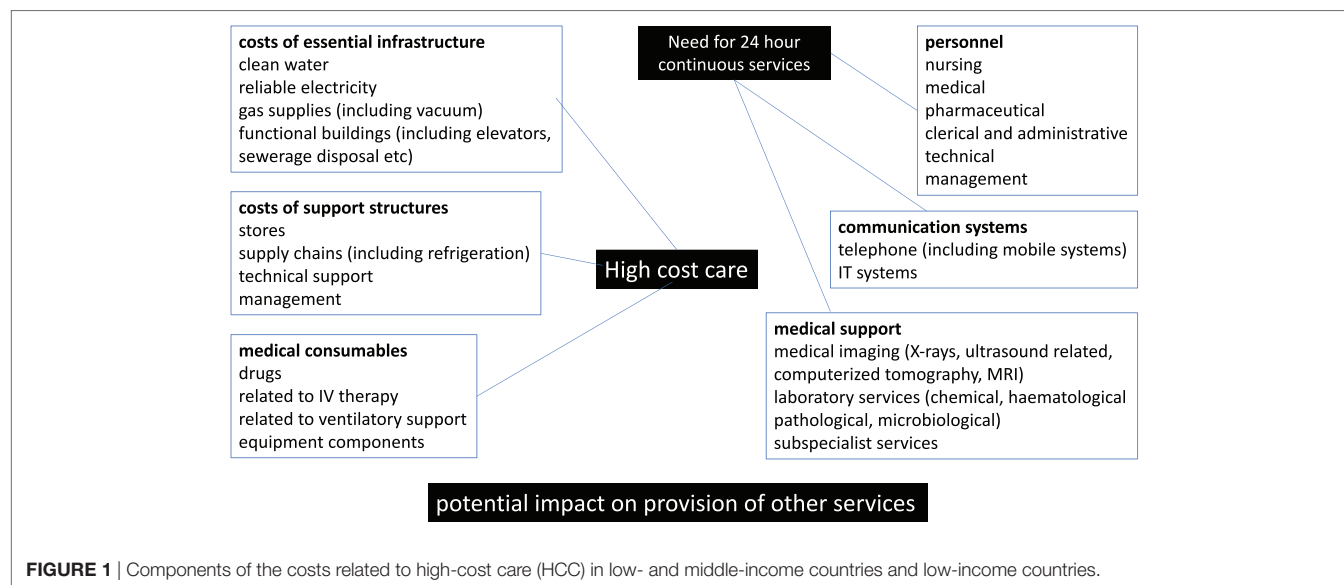 costs of essential infrastructure
clean water
reliable electricity
gas supplies (including vacuum)
functional buildings (including elevators,
sewerage disposal etc)
costs of support structures
stores
supply chains (including refrigeration)
technical support
management
medical consumables
drugs
related to IV therapy
related to ventilatory support
equipment components
High cost care
Need for 24 hour
continuous services
personnel
nursing
medical
pharmaceutical
clerical and administrative
technical
management
communication systems
telephone (including mobile systems)
IT systems
medical support
medical imaging (X-rays, ultrasound related,
computerized tomography, MRI)
laboratory services (chemical, haematological
pathological, microbiological)
subspecialist services
potential impact on provision of other services
FIGURE 1 | Components of the costs related to high-cost care (HCC) in low- and middle-income countries and low-income countries.